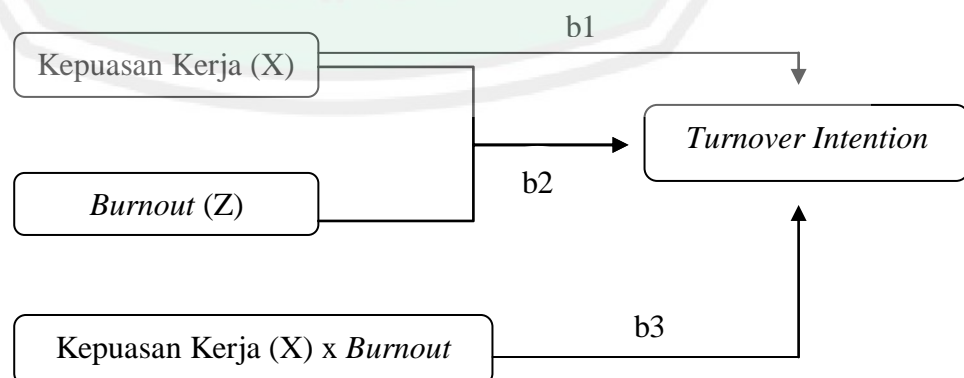 b1
Kepuasan Kerja (X)
Turnover Intention
b2
Burnout (Z)
b3
Kepuasan Kerja (X) x Burnout